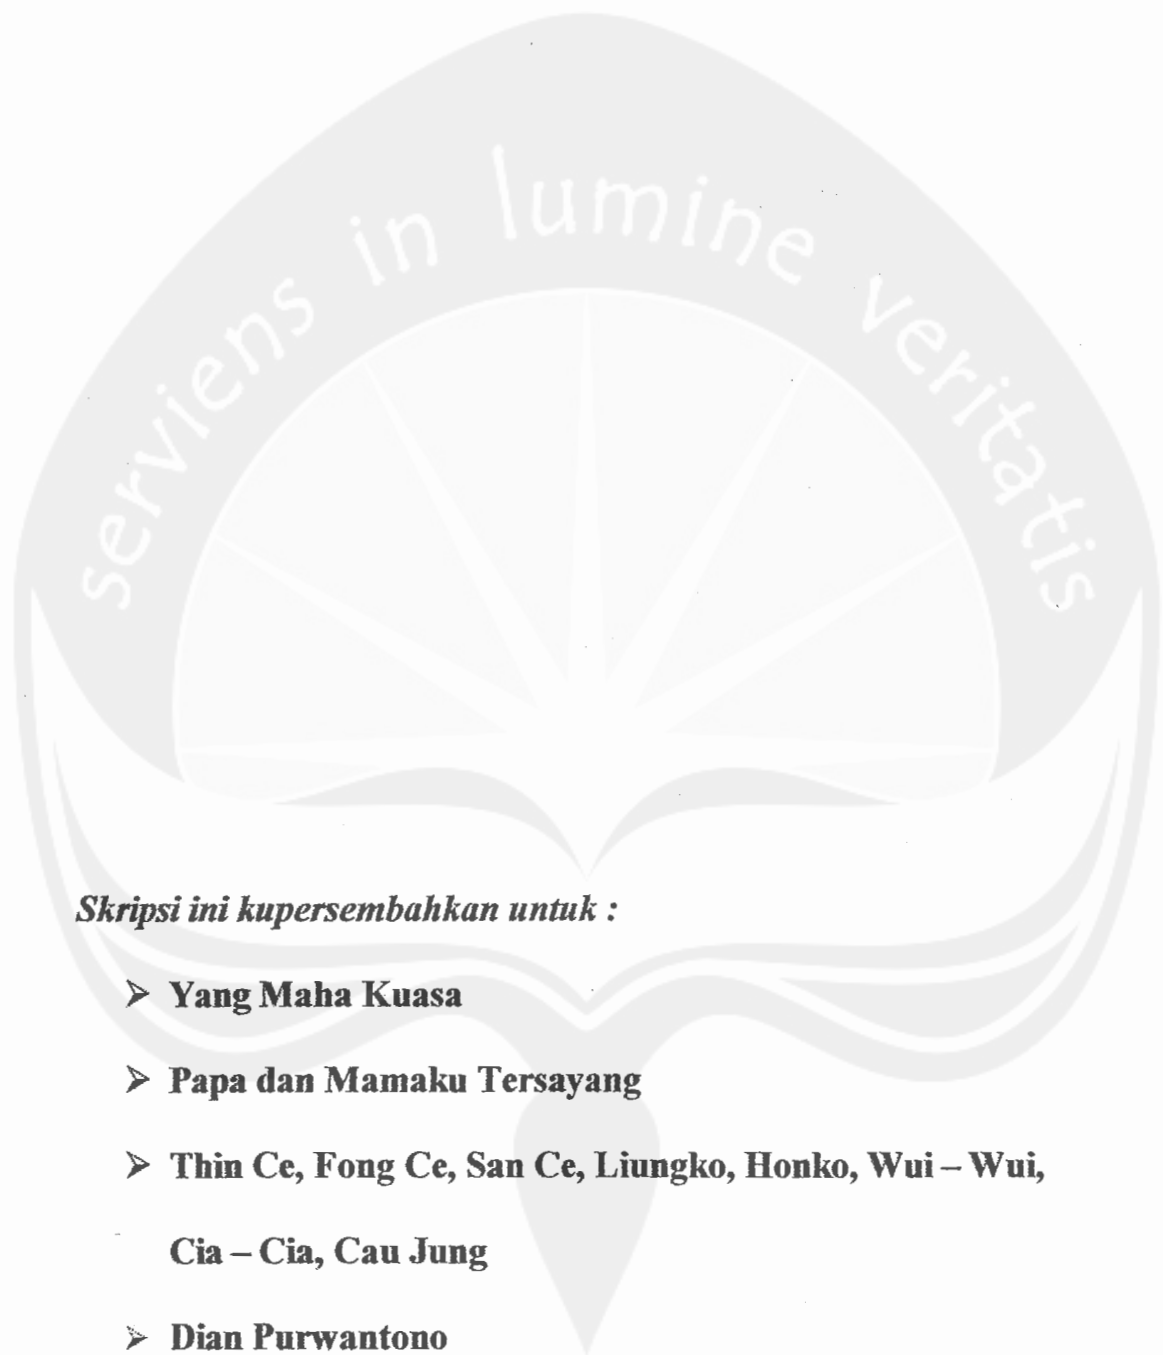 serviens in lumine veritatis
Skripsi ini kupersembahkan untuk :
➢ Yang Maha Kuasa
➢ Papa dan Mamaku Tersayang
➢ Thin Ce, Fong Ce, San Ce, Liungko, Honko, Wui – Wui,
Cia – Cia, Cau Jung
➢ Dian Purwantono